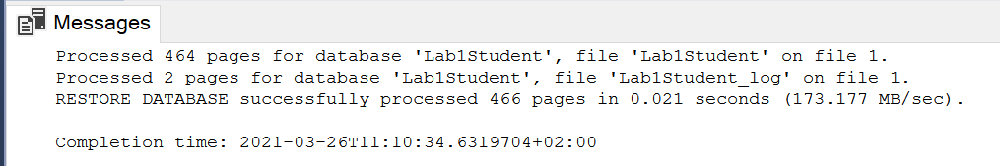 Messages
Processed 464 pages for database 'Lab1Student', file 'Lab1Student' on file 1.
Processed 2 pages for database 'Lab1Student', file 'Lab1Student_log' on file 1.
RESTORE DATABASE successfully processed 466 pages in 0.021 seconds (173.177 MB/sec).
Completion time: 2021-03-26T11:10:34.6319704+02:00